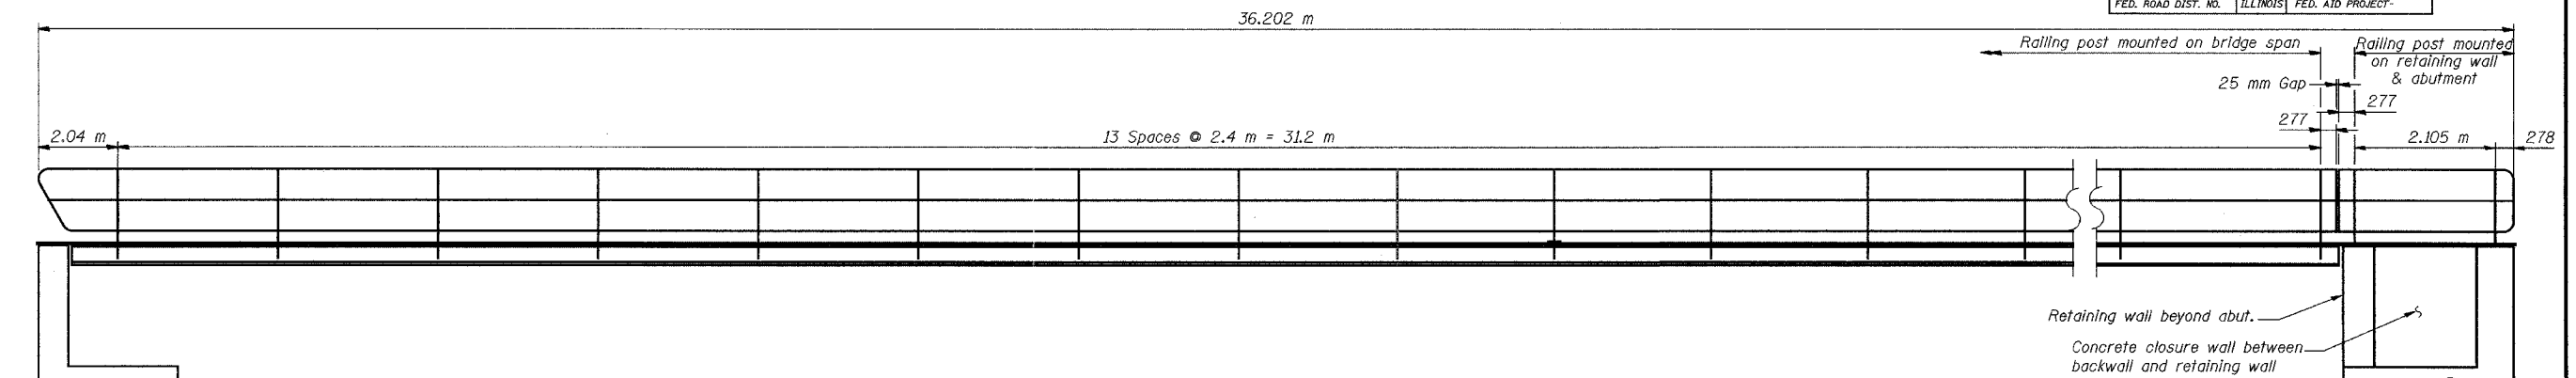 FED. ROAD DIST. NO. ILLINOIS FED. AID PROJECT-
36.202 m
Railing post mounted on bridge span
Railing post mounted
on retaining wall
& abutment
25 mm Gap
277
277
2.04 m
13 Spaces @ 2.4 m = 31.2 m
2.105 m
278
Retaining wall beyond abut.
Concrete closure wall between
backwall and retaining wall